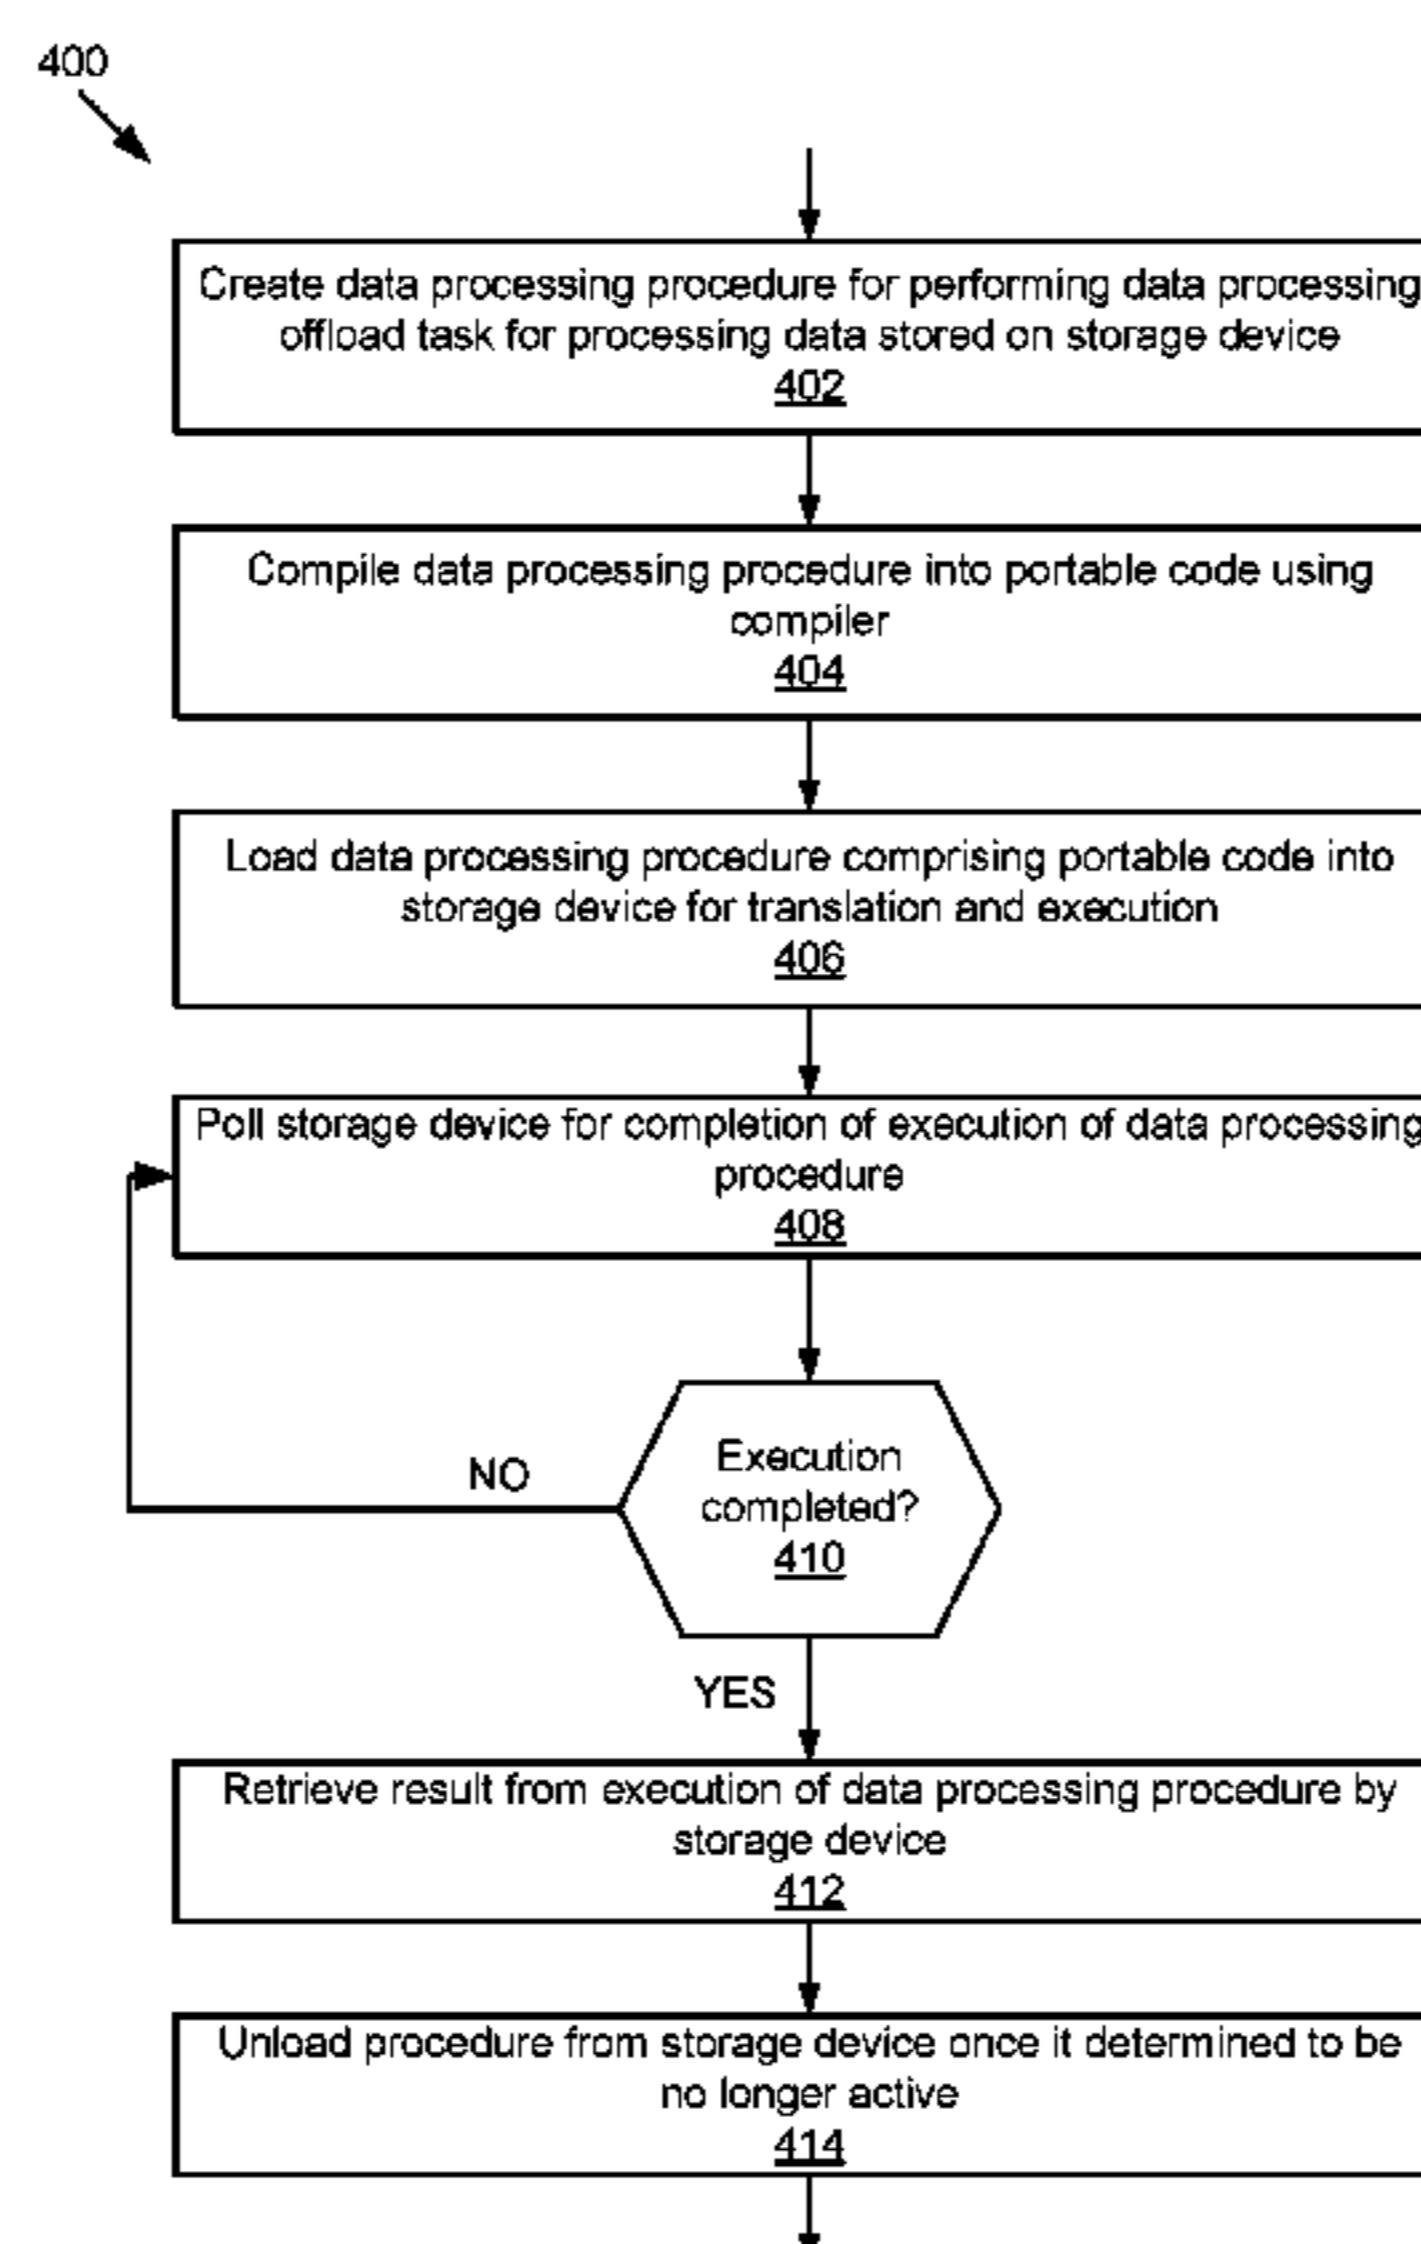 400
Create data processing procedure for performing data processing
offload task for processing data stored on storage device
402
Compile data processing procedure into portable code using
compiler
404
Load data processing procedure comprising portable code into
storage device for translation and execution
406
Poll storage device for completion of execution of data processing
procedure
408
Execution
completed?
410
NO
YES
Retrieve result from execution of data processing procedure by
storage device
412
Unload procedure from storage device once it determined to be
no longer active
414